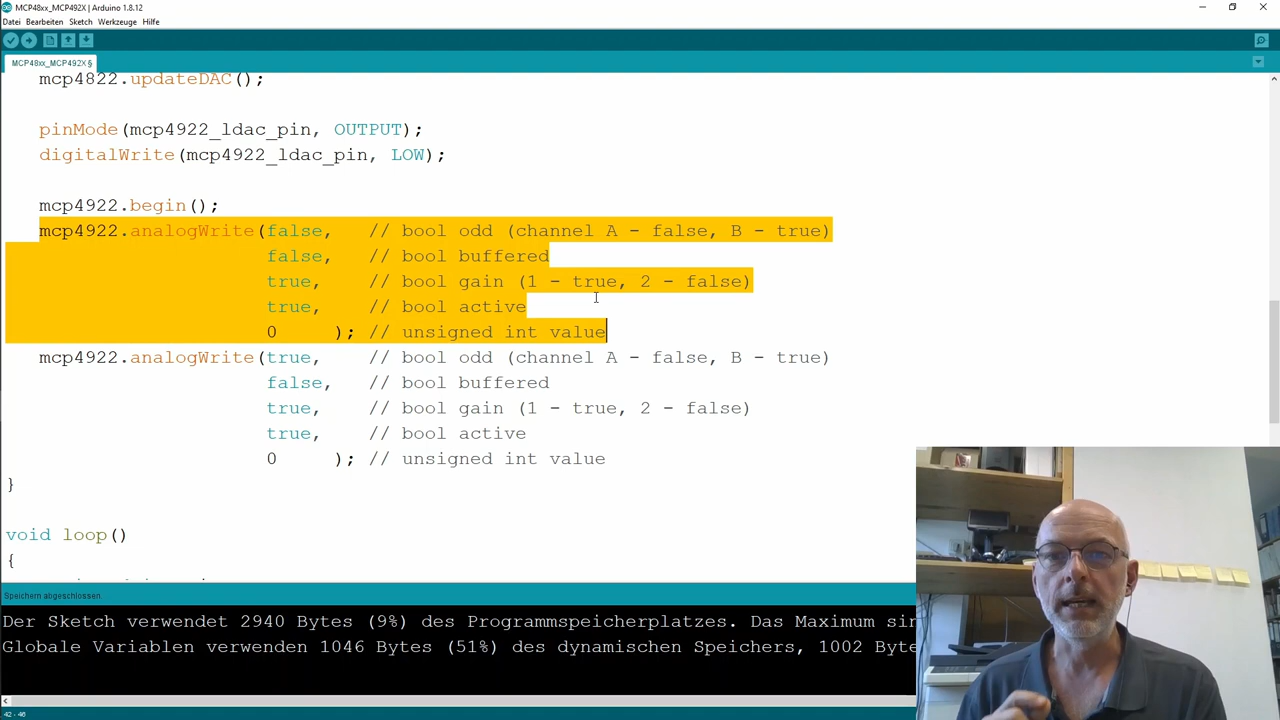 MCP48xx_MCP492X | Arduino 1.8.12
Datei Bearbeiten Sketch Werkzeuge Hilfe
MCP48xx_MCP492X §
mcp4822.updateDAC();
pinMode(mcp4922_ldac_pin, OUTPUT);
digitalWrite(mcp4922_ldac_pin, LOW);
mcp4922.begin();
mcp4922.analogWrite(false, // bool odd (channel A - false, B - true)
false, // bool buffered
true, // bool gain (1 - true, 2 - false)
true, // bool active
0 ); // unsigned int value
mcp4922.analogWrite(true, // bool odd (channel A - false, B - true)
false, // bool buffered
true, // bool gain (1 - true, 2 - false)
true, // bool active
0 ); // unsigned int value
}
void loop()
{
Speichern abgeschlossen.
Der Sketch verwendet 2940 Bytes (9%) des Programmspeicherplatzes. Das Maximum sin
Globale Variablen verwenden 1046 Bytes (51%) des dynamischen Speichers, 1002 Byte